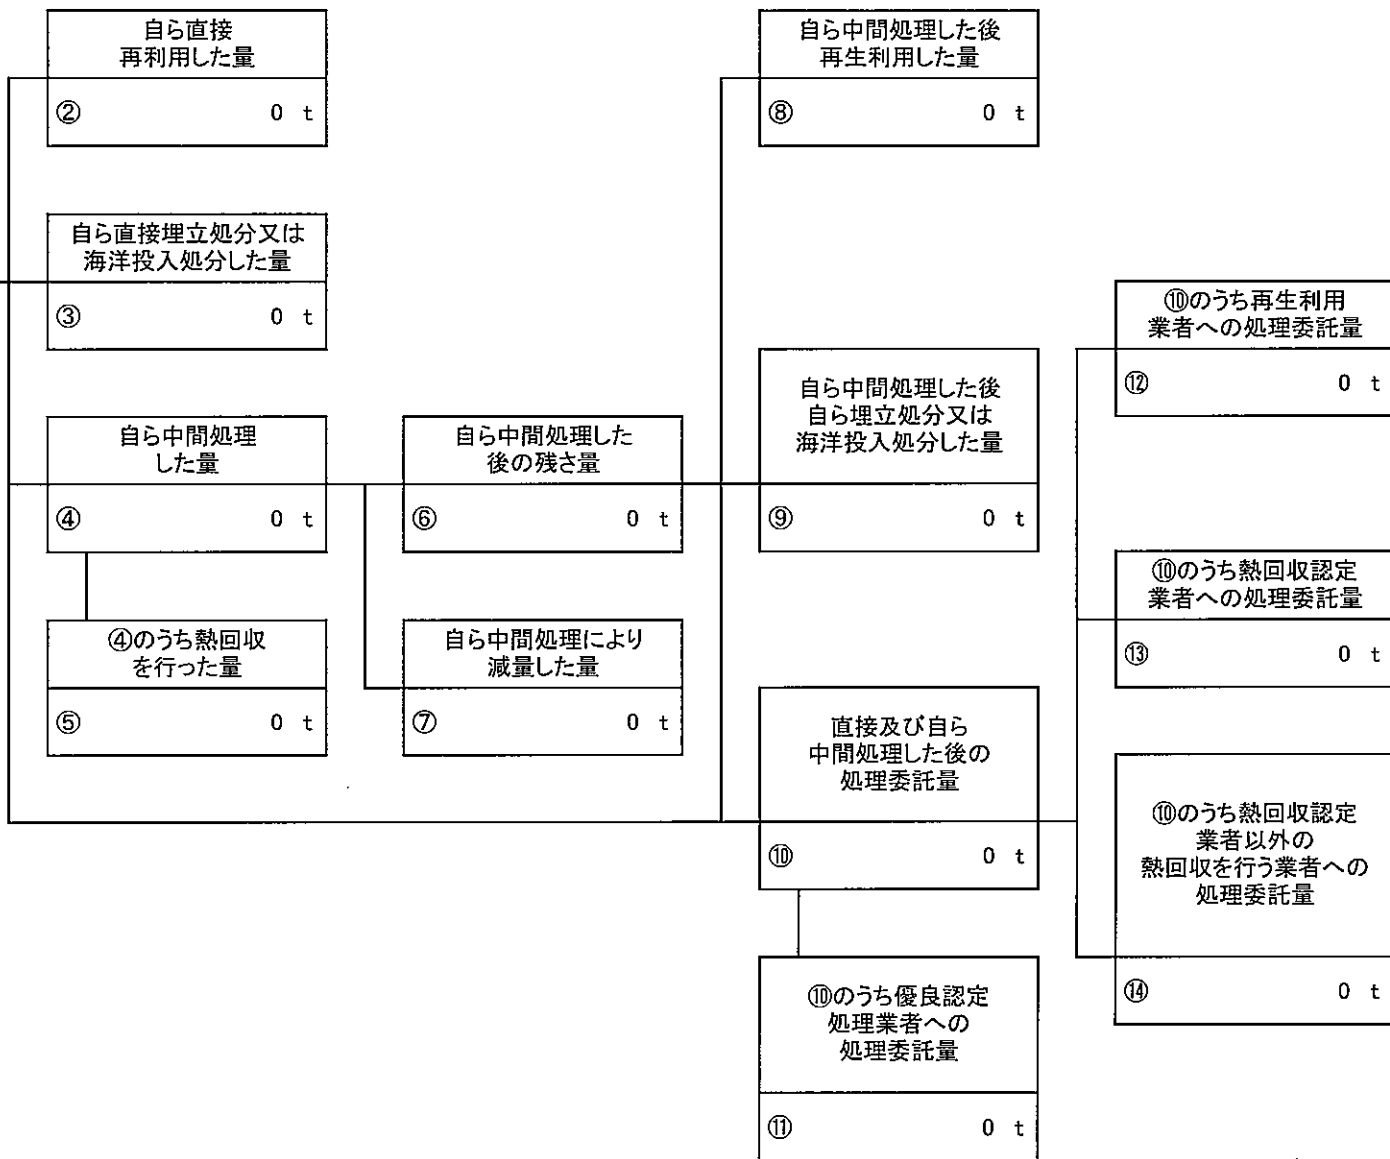 自ら直接
再利用した量
② 0 t
自ら直接埋立処分又は
海洋投入処分した量
③ 0 t
自ら中間処理
した量
④ 0 t
④のうち熱回収
を行った量
⑤ 0 t
自ら中間処理した
後の残さ量
⑥ 0 t
自ら中間処理により
減量した量
⑦ 0 t
自ら中間処理した後
再生利用した量
⑧ 0 t
自ら中間処理した後
自ら埋立処分又は
海洋投入処分した量
⑨ 0 t
直接及び自ら
中間処理した後の
処理委託量
⑩ 0 t
⑩のうち優良認定
処理業者への
処理委託量
⑪ 0 t
⑩のうち再生利用
業者への処理委託量
⑫ 0 t
⑩のうち熱回収認定
業者への処理委託量
⑬ 0 t
⑩のうち熱回収認定
業者以外の
熱回収を行う業者への
処理委託量
⑭ 0 t